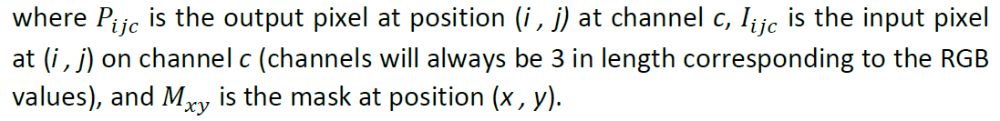 where P_{ijc} is the output pixel at position (i , j) at channel c, I_{ijc} is the input pixel
at (i , j) on channel c (channels will always be 3 in length corresponding to the RGB
values), and M_{xy} is the mask at position (x , y).